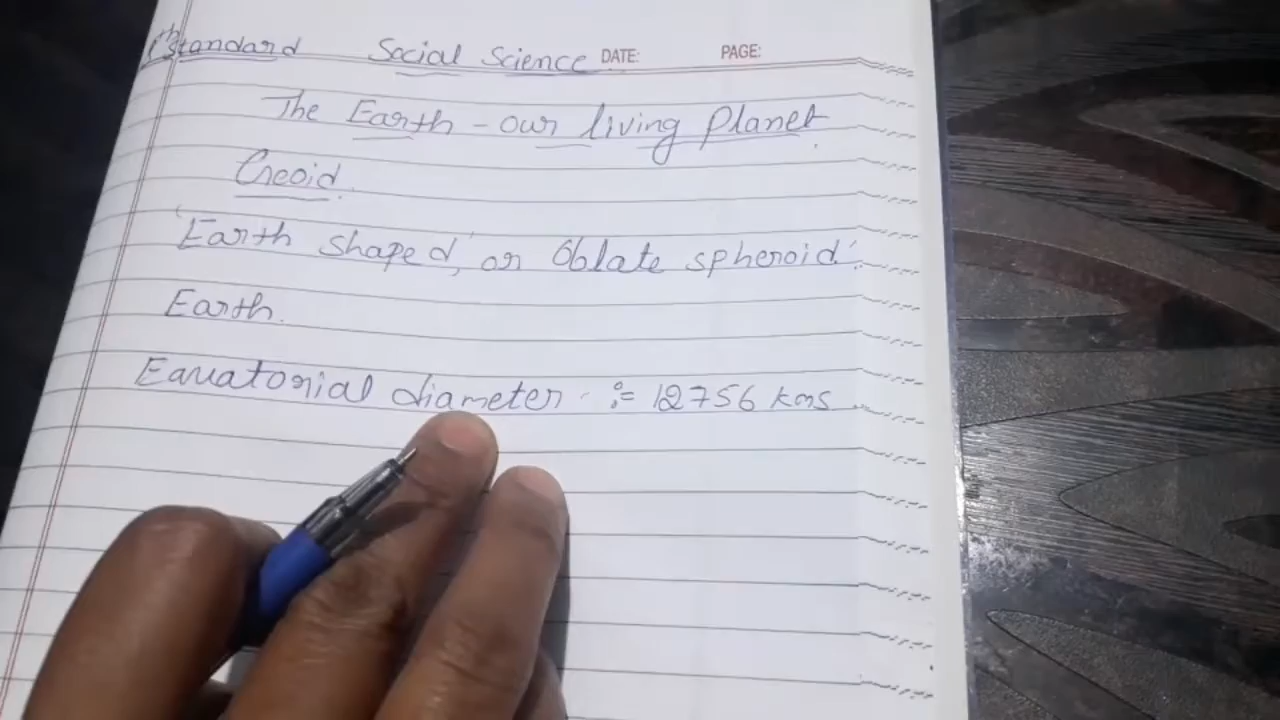 th Standard Social Science DATE: PAGE:
The Earth - our living Planet
Geoid.
'Earth shaped', or Oblate spheroid'.
Earth.
Equatorial diameter :- = 12756 kms